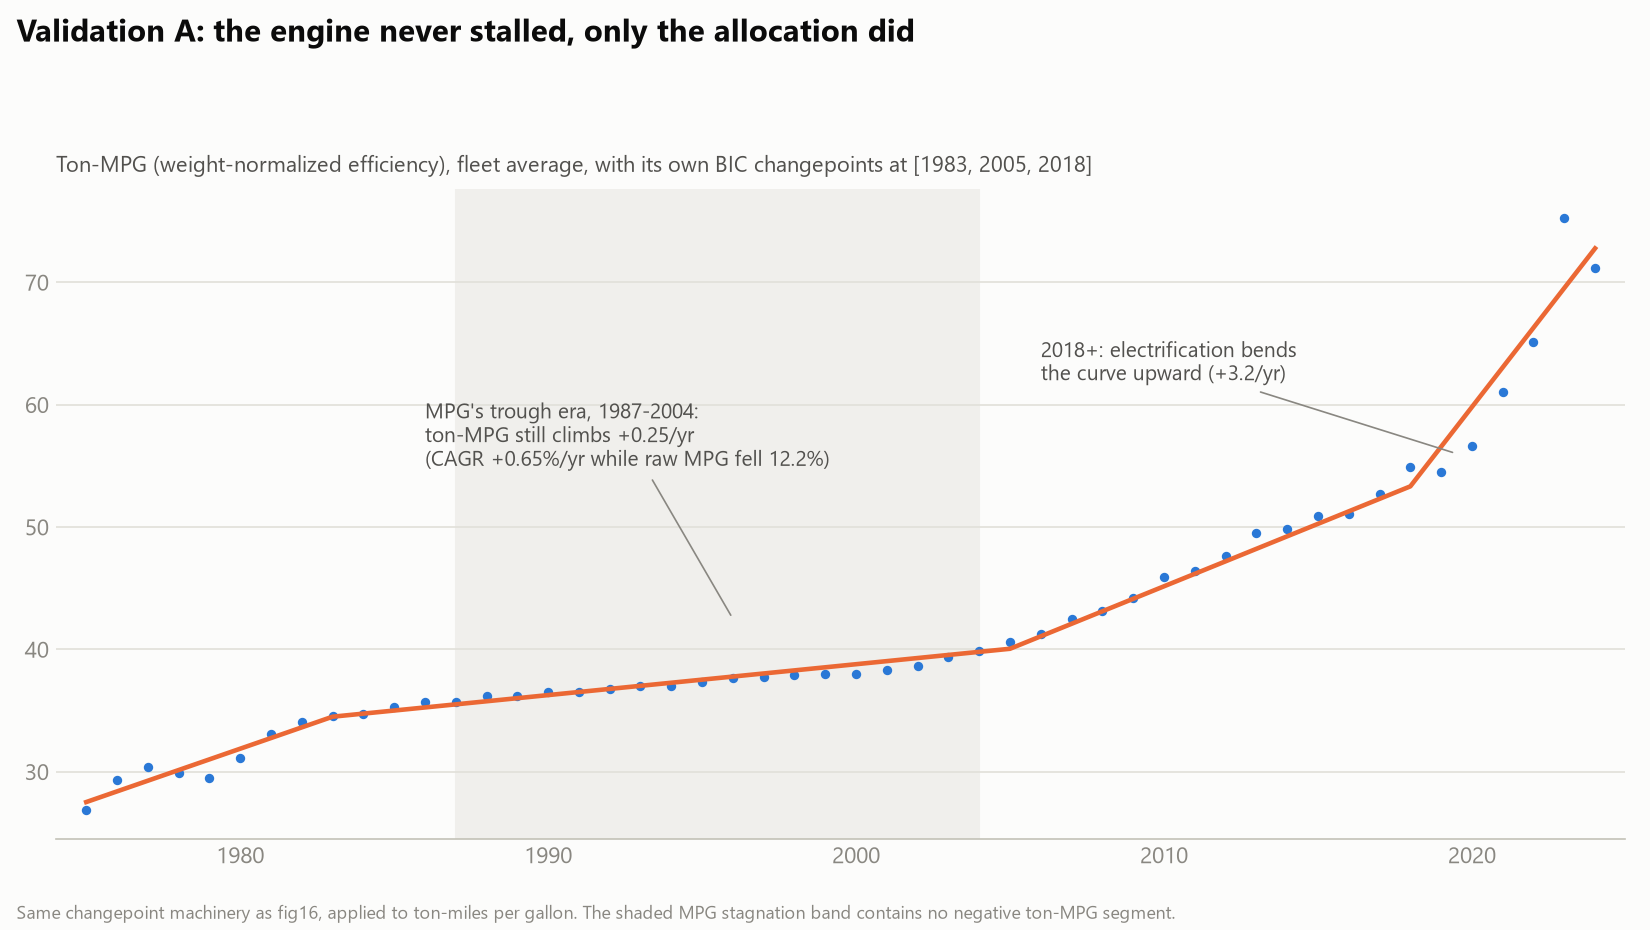 Validation A: the engine never stalled, only the allocation did
Ton-MPG (weight-normalized efficiency), fleet average, with its own BIC changepoints at [1983, 2005, 2018]
70
60
50
40
30
2018+: electrification bends
the curve upward (+3.2/yr)
MPG's trough era, 1987-2004:
ton-MPG still climbs +0.25/yr
(CAGR +0.65%/yr while raw MPG fell 12.2%)
1980
1990
2000
2010
2020
Same changepoint machinery as fig16, applied to ton-miles per gallon. The shaded MPG stagnation band contains no negative ton-MPG segment.